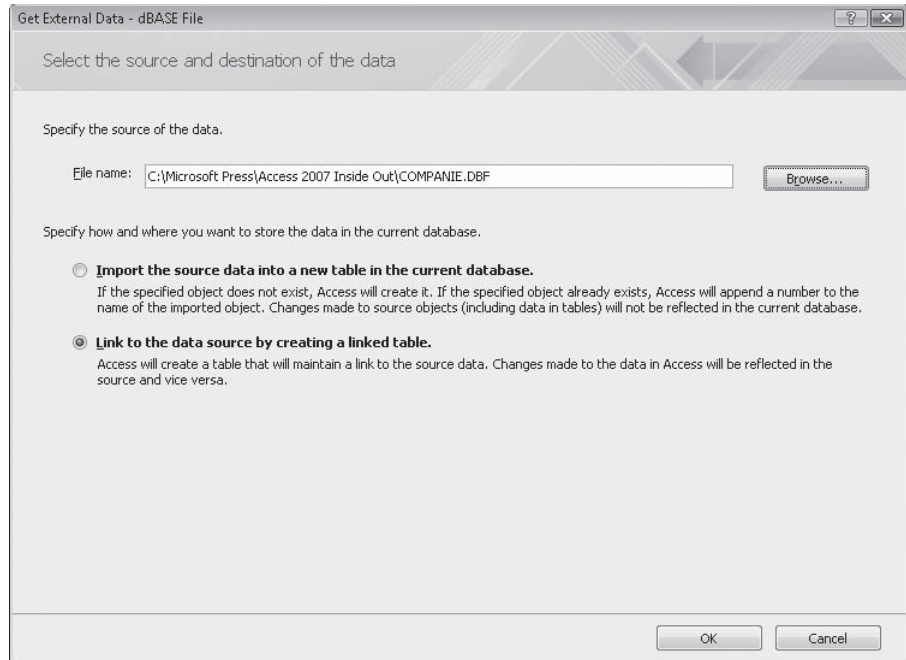 Get External Data - dBASE File
Select the source and destination of the data
Specify the source of the data.
File name: C:\Microsoft Press\Access 2007 Inside Out\COMPANIE.DBF Browse...
Specify how and where you want to store the data in the current database.
Import the source data into a new table in the current database.
If the specified object does not exist, Access will create it. If the specified object already exists, Access will append a number to the
name of the imported object. Changes made to source objects (including data in tables) will not be reflected in the current database.
Link to the data source by creating a linked table.
Access will create a table that will maintain a link to the source data. Changes made to the data in Access will be reflected in the
source and vice versa.
OK Cancel